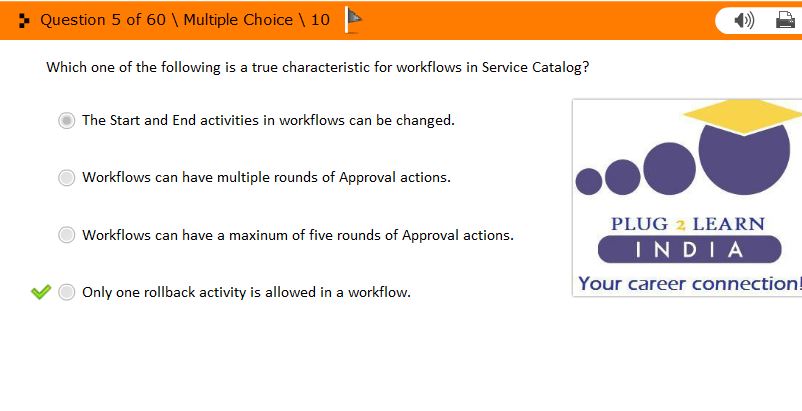 Question 5 of 60 \ Multiple Choice \ 10
Which one of the following is a true characteristic for workflows in Service Catalog?
The Start and End activities in workflows can be changed.
Workflows can have multiple rounds of Approval actions.
Workflows can have a maxinum of five rounds of Approval actions.
Only one rollback activity is allowed in a workflow.
PLUG 2 LEARN
INDIA
Your career connection!